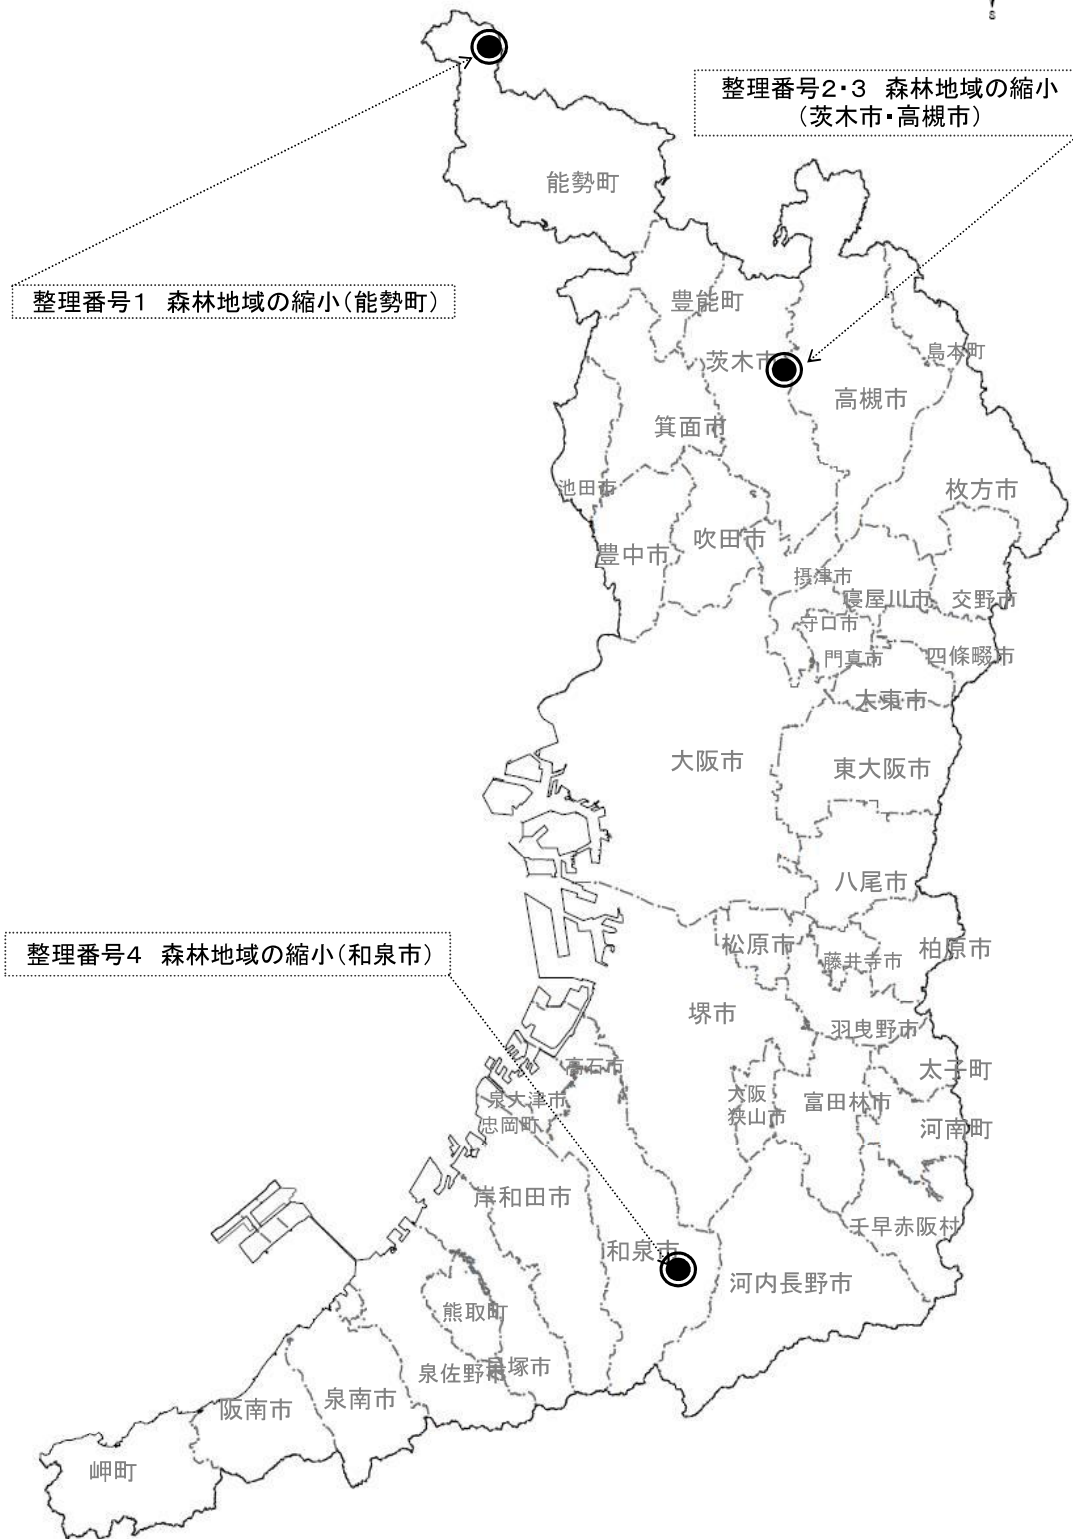 S
整理番号2・3 森林地域の縮小
（茨木市・高槻市）
能勢町
整理番号1 森林地域の縮小（能勢町）
豊能町
島本町
茨木市
高槻市
箕面市
池田市
枚方市
吹田市
豊中市
摂津市
寝屋川市
交野市
守口市
門真市
四條畷市
大東市
大阪市
東大阪市
八尾市
整理番号4 森林地域の縮小（和泉市）
松原市
藤井寺市
柏原市
堺市
羽曳野市
高石市
太子町
泉大津市
大阪
狭山市
富田林市
忠岡町
河南町
岸和田市
千早赤阪村
和泉市
河内長野市
熊取町
泉佐野市
貝塚市
泉南市
阪南市
岬町